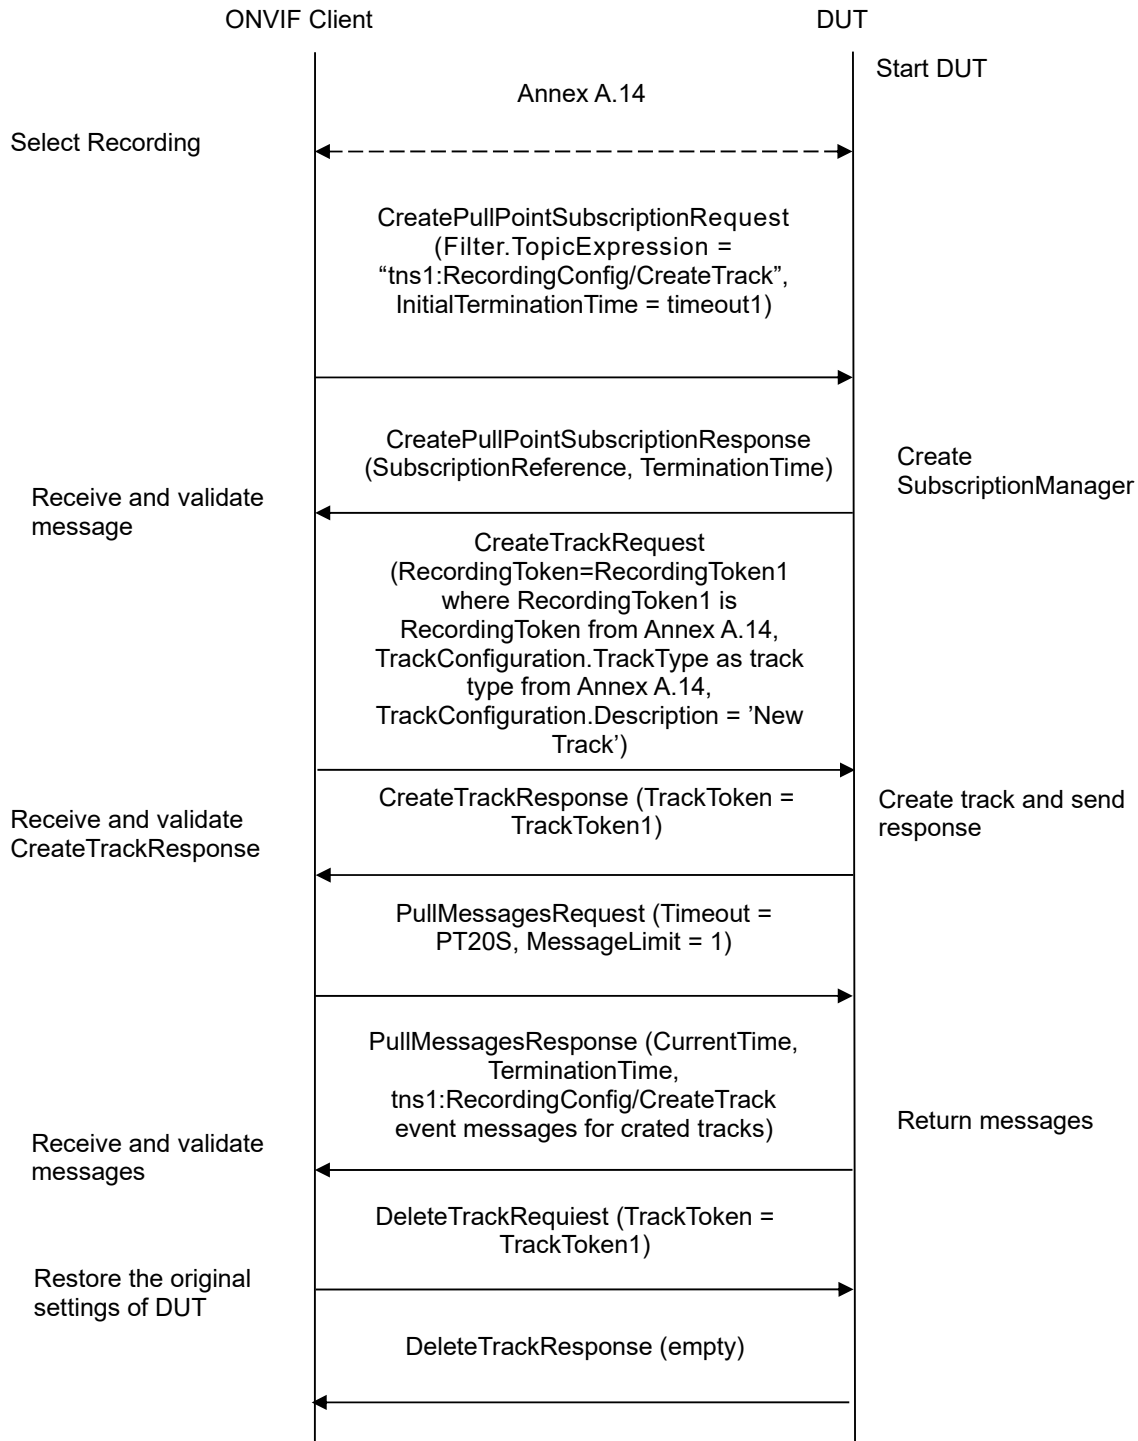 ONVIF Client
DUT
Start DUT
Annex A.14
Select Recording
CreatePullPointSubscriptionRequest
(Filter.TopicExpression =
“tns1:RecordingConfig/CreateTrack”,
InitialTerminationTime = timeout1)
CreatePullPointSubscriptionResponse
(SubscriptionReference, TerminationTime)
Create
SubscriptionManager
Receive and validate
message
CreateTrackRequest
(RecordingToken=RecordingToken1
where RecordingToken1 is
RecordingToken from Annex A.14,
TrackConfiguration.TrackType as track
type from Annex A.14,
TrackConfiguration.Description = ’New
Track’)
CreateTrackResponse (TrackToken =
TrackToken1)
Create track and send
response
Receive and validate
CreateTrackResponse
PullMessagesRequest (Timeout =
PT20S, MessageLimit = 1)
PullMessagesResponse (CurrentTime,
TerminationTime,
tns1:RecordingConfig/CreateTrack
event messages for crated tracks)
Return messages
Receive and validate
messages
DeleteTrackRequiest (TrackToken =
TrackToken1)
Restore the original
settings of DUT
DeleteTrackResponse (empty)